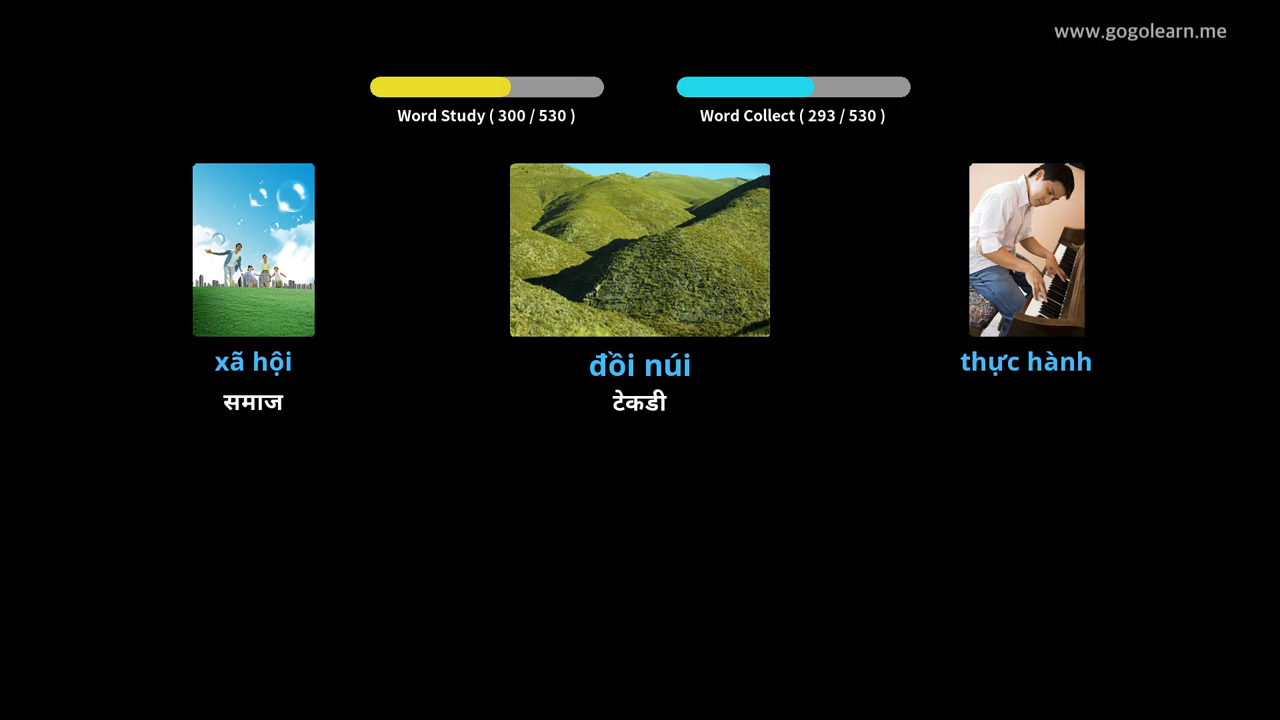 www.gogolearn.me
Word Study ( 300 / 530 )
Word Collect ( 293 / 530 )
xã hội
समाज
đồi núi
टेकडी
thực hành